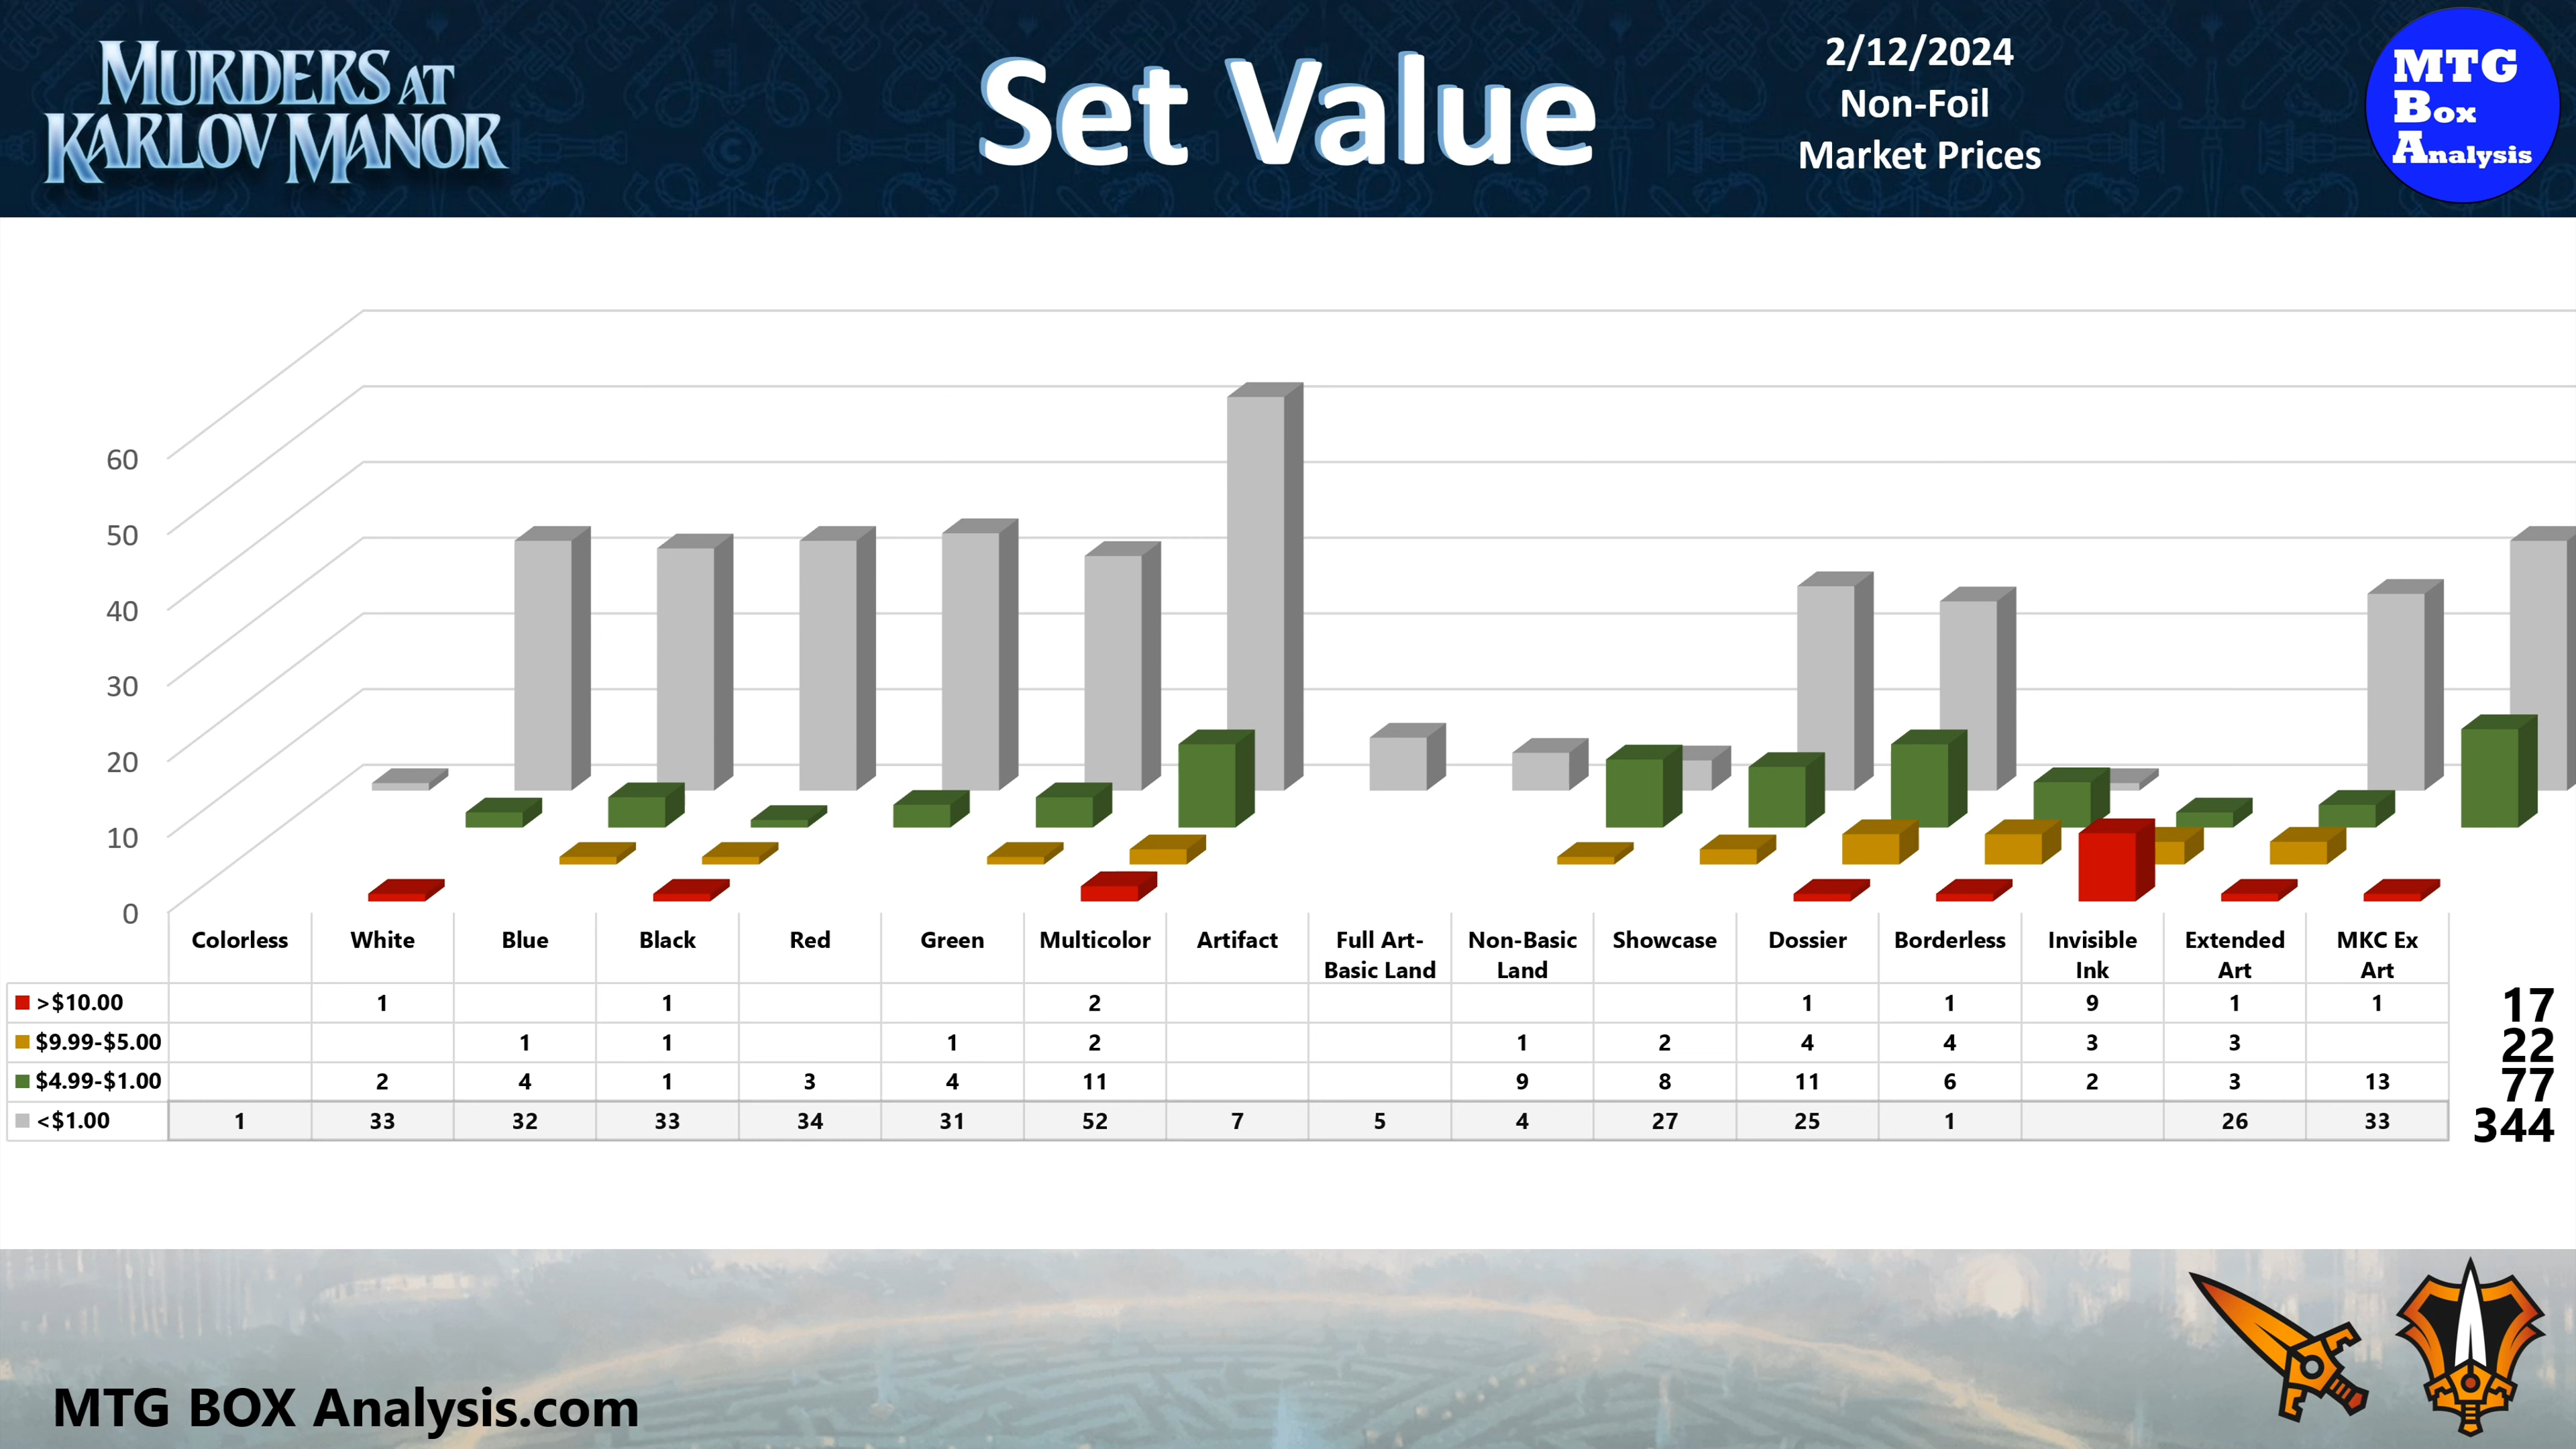 MURDERS AT
KARLOV MANOR
Set Value
2/12/2024
Non-Foil
Market Prices
MTG
Box
Analysis
60
50
40
30
20
10
0
Colorless White Blue Black Red Green Multicolor Artifact Full Art- Non-Basic Showcase Dossier Borderless Invisible Extended MKC Ex
Basic Land Land Ink Art Art
>$10.00 1 1 2 1 1 9 1 1 17
$9.99-$5.00 1 1 1 2 1 2 4 4 3 3 22
$4.99-$1.00 2 4 1 3 4 11 9 8 11 6 2 3 13 77
<$1.00 1 33 32 33 34 31 52 7 5 4 27 25 1 26 33 344
MTG BOX Analysis.com